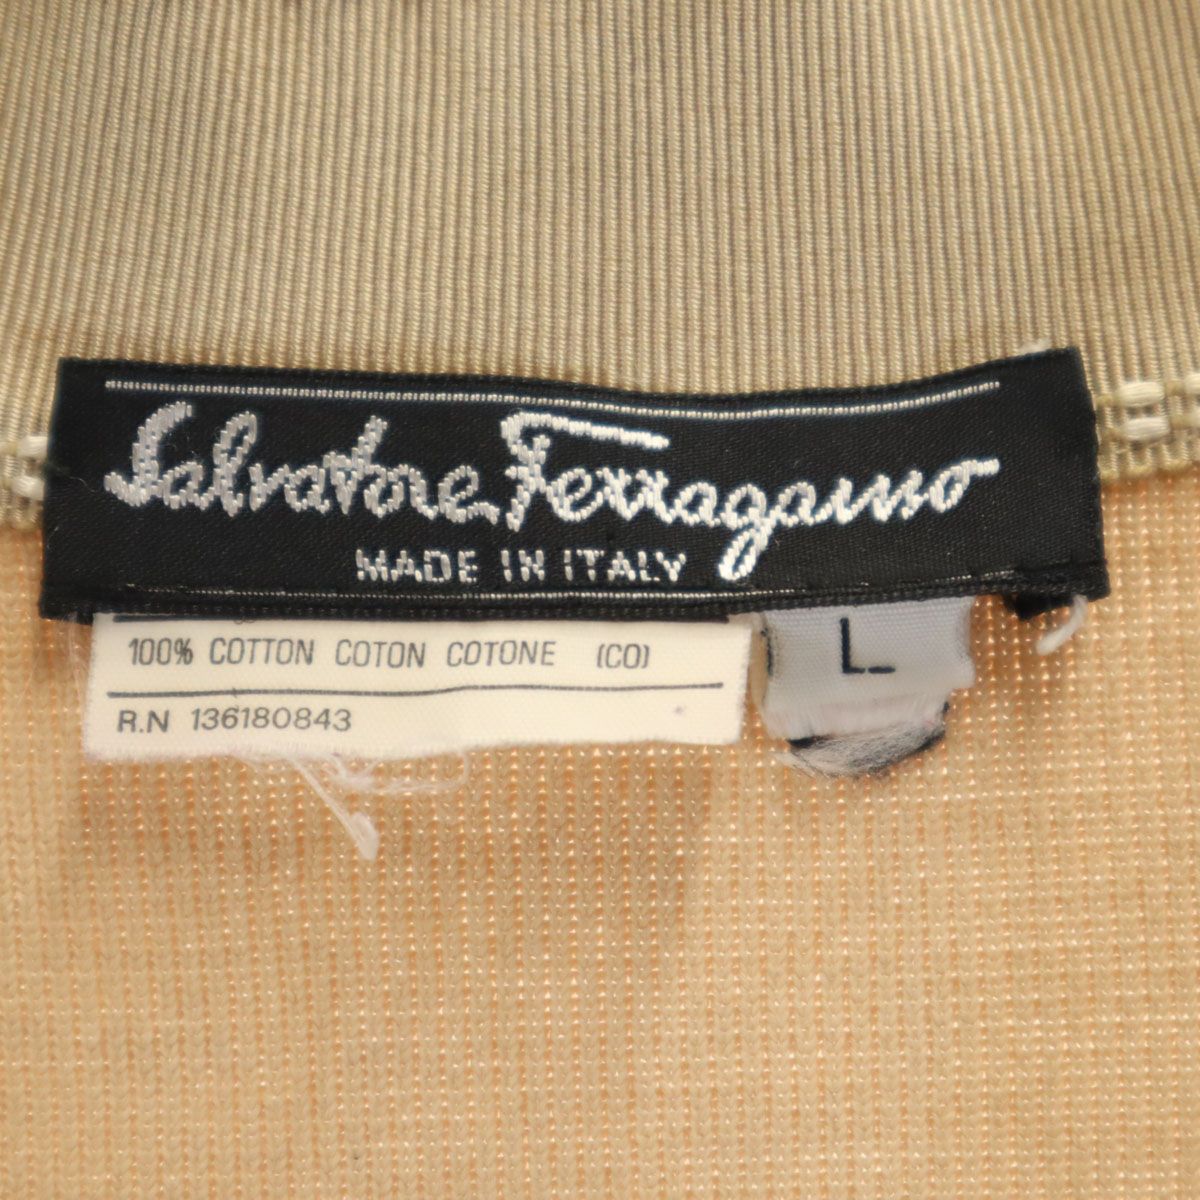 Salvatore Ferragamo
MADE IN ITALY
100% COTTON COTON COTONE (CO)
R.N 136180843
L